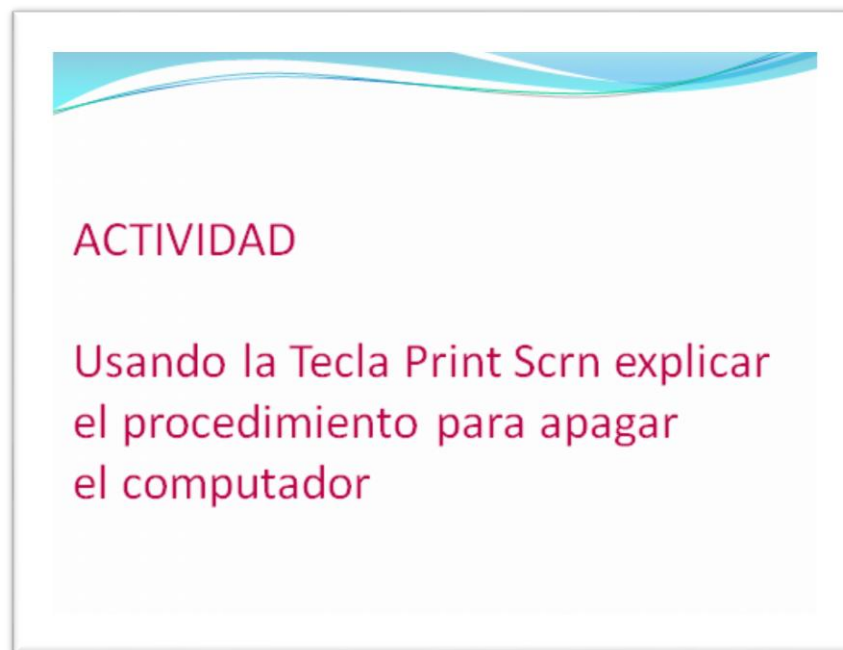 ACTIVIDAD
Usando la Tecla Print Scrn explicar
el procedimiento para apagar
el computador